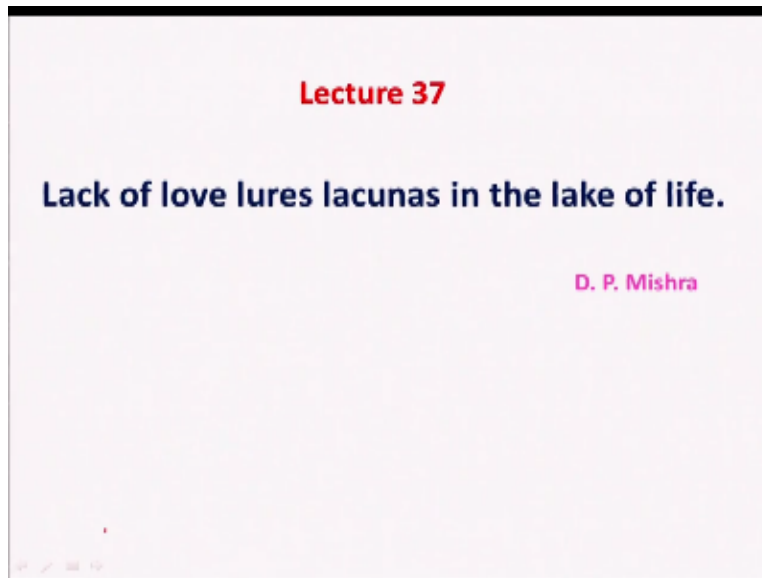 Lecture 37
Lack of love lures lacunas in the lake of life.
D. P. Mishra